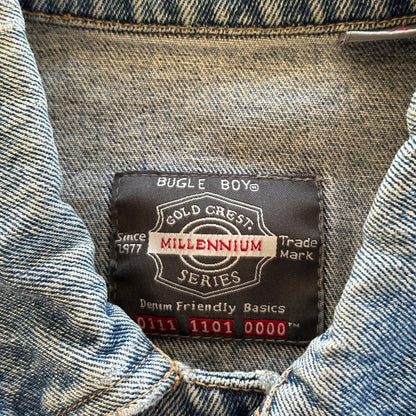 BUGLE BOY®
GOLD CREST.
Since 1977
MILLENNIUM
Trade Mark
SERIES
Denim Friendly Basics
0111 1101 0000™